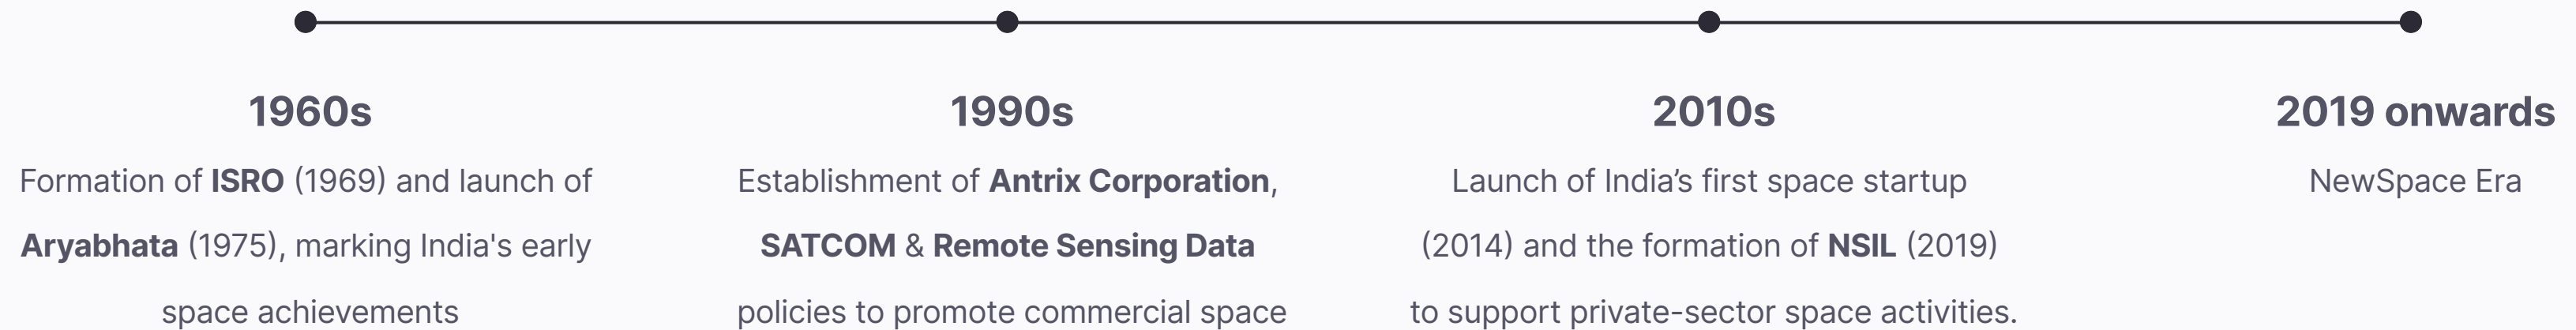 1960s
Formation of ISRO (1969) and launch of
Aryabhata (1975), marking India's early
space achievements
1990s
Establishment of Antrix Corporation,
SATCOM & Remote Sensing Data
policies to promote commercial space
2010s
Launch of India’s first space startup
(2014) and the formation of NSIL (2019)
to support private-sector space activities.
2019 onwards
NewSpace Era